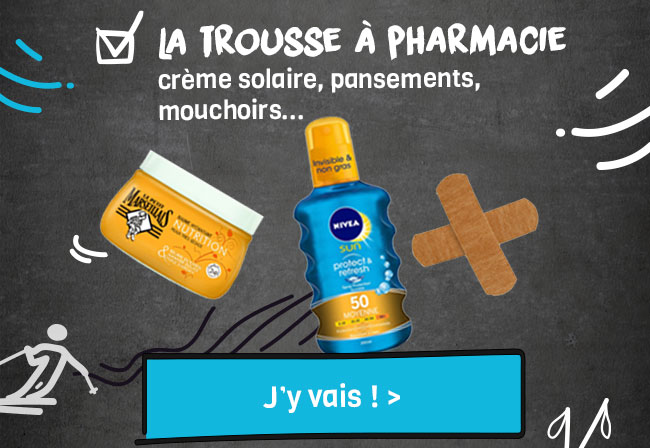 LA TROUSSE À PHARMACIE
crème solaire, pansements,
mouchoirs...
Invisible &
non gras
LE PETIT
MARSEILLAIS
NUTRITION
NIVEA
SUN
protect &
refresh
50
MOYENNE
J'y vais ! >